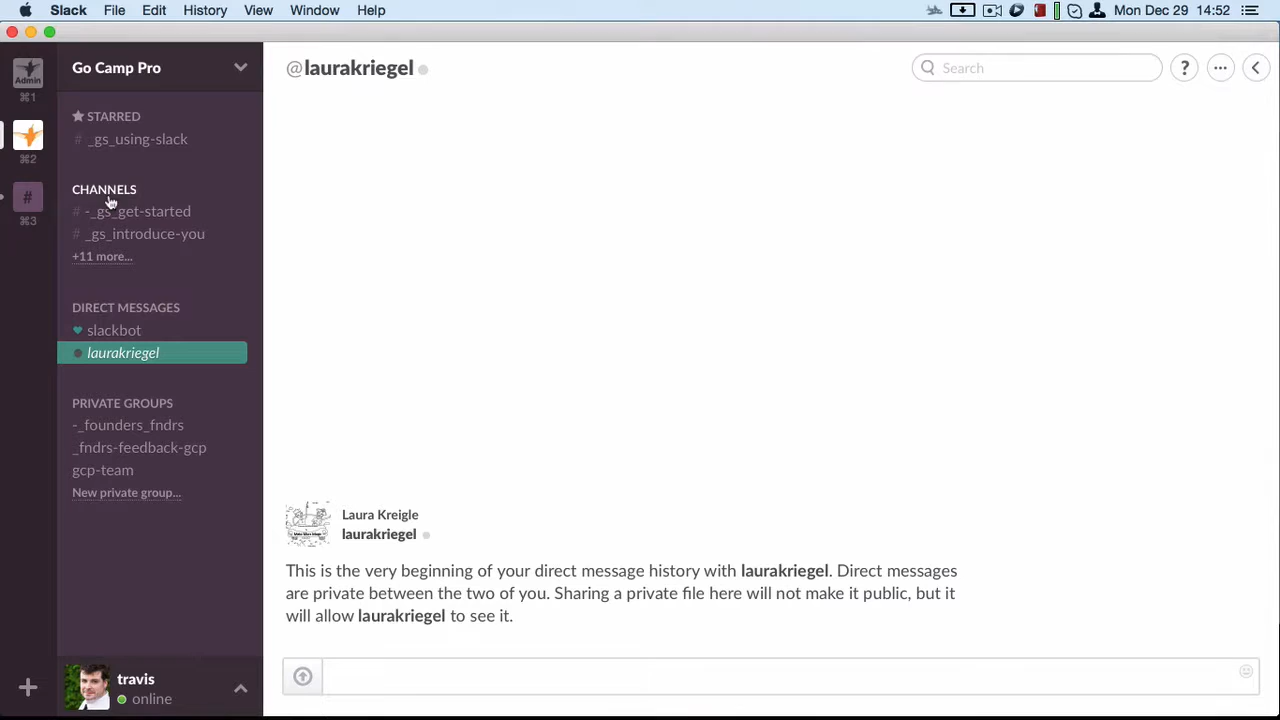 Slack File Edit View History Window Help Mon Dec 29 14:52
Admin
⌘1
⌘2
#
⌘3
Go Camp Pro
STARRED
# _gs_using-slack
CHANNELS
# -_gs_get-started
# _gs_introduce-you
+11 more...
DIRECT MESSAGES
slackbot
laurakriegel
PRIVATE GROUPS
-_founders_fndrs
_fndrs-feedback-gcp
gcp-team
New private group...
travis
online
@laurakriegel
Search
?
Laura Kreigle
laurakriegel
This is the very beginning of your direct message history with laurakriegel. Direct messages
are private between the two of you. Sharing a private file here will not make it public, but it
will allow laurakriegel to see it.